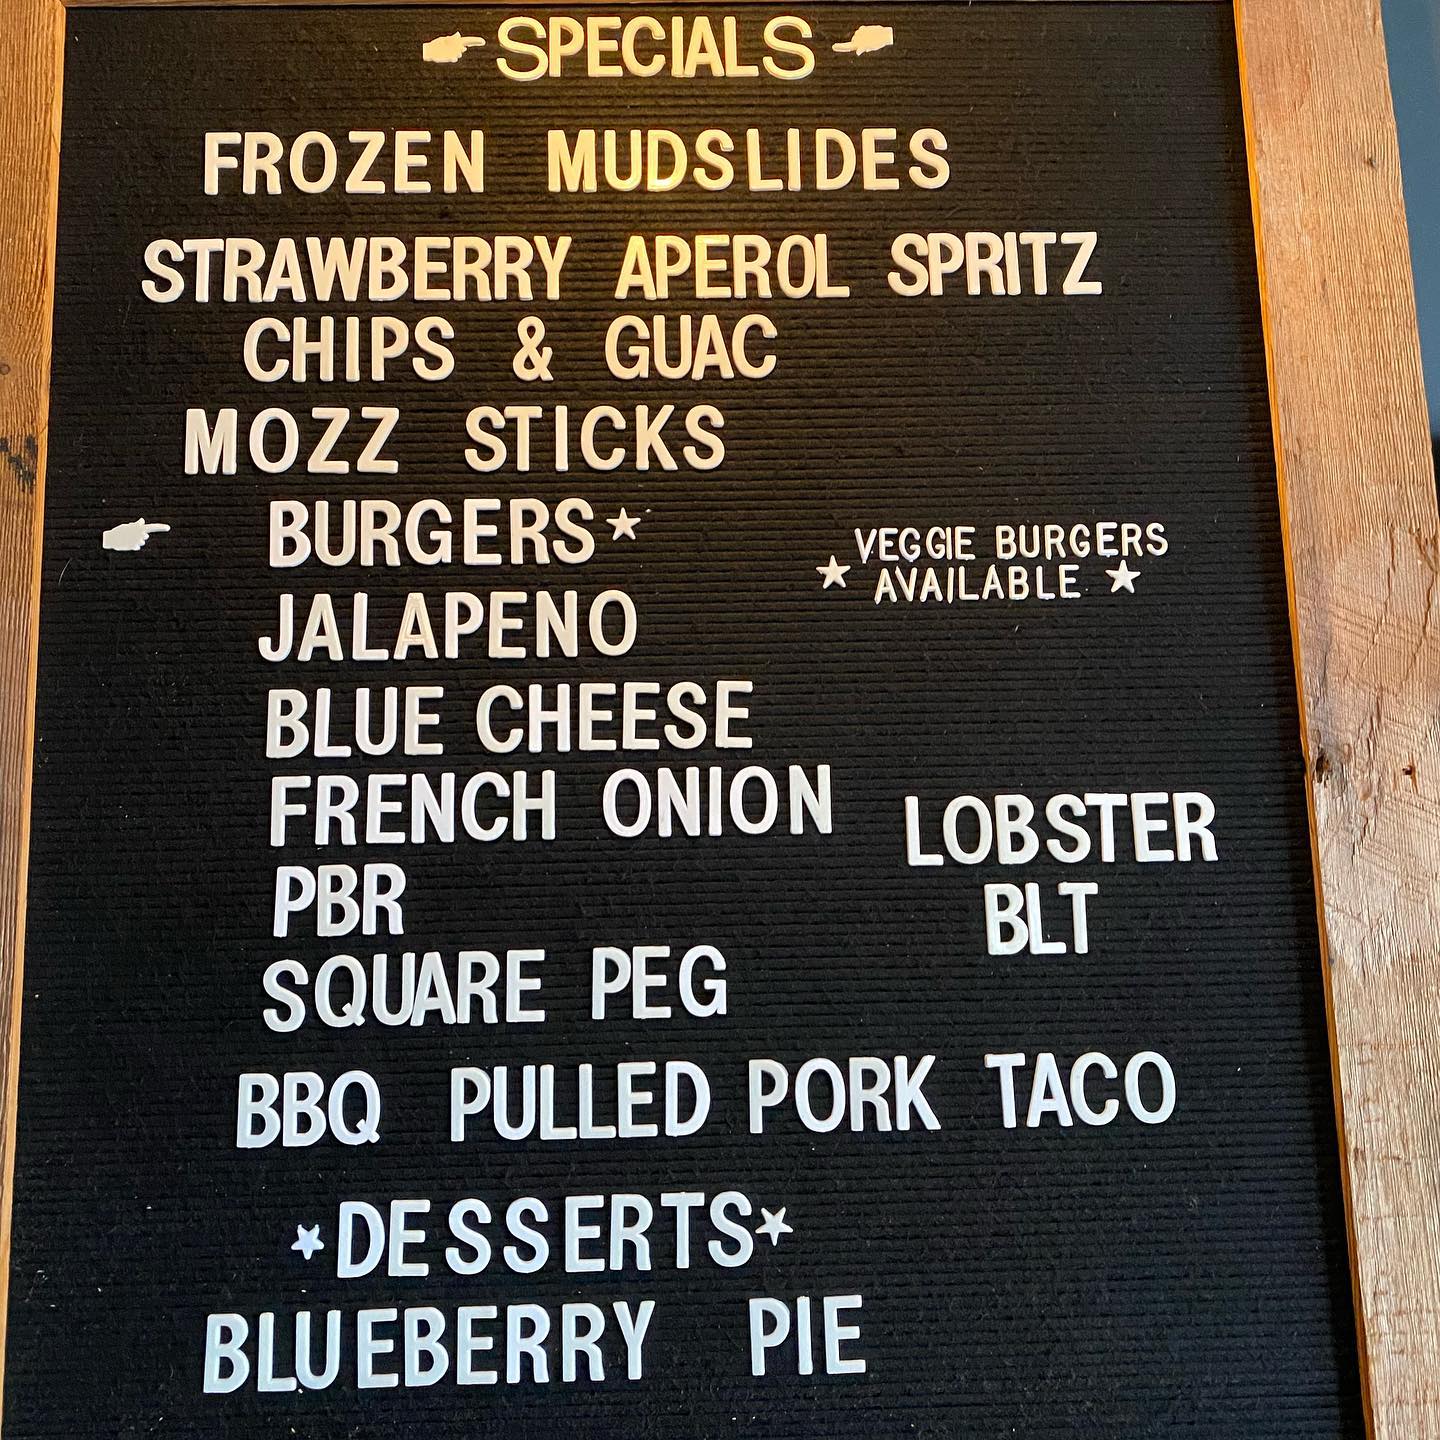 SPECIALS
FROZEN MUDSLIDES
STRAWBERRY APEROL SPRITZ
CHIPS & GUAC
MOZZ STICKS
BURGERS
VEGGIE BURGERS
AVAILABLE
JALAPENO
BLUE CHEESE
FRENCH ONION
PBR
SQUARE PEG
LOBSTER
BLT
BBQ PULLED PORK TACO
DESSERTS
BLUEBERRY PIE